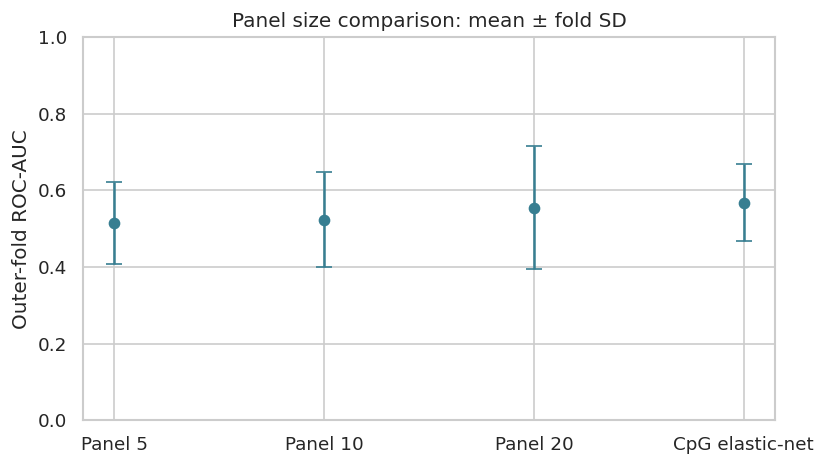 Panel size comparison: mean ± fold SD
Outer-fold ROC-AUC
1.0
0.8
0.6
0.4
0.2
0.0
Panel 5
Panel 10
Panel 20
CpG elastic-net